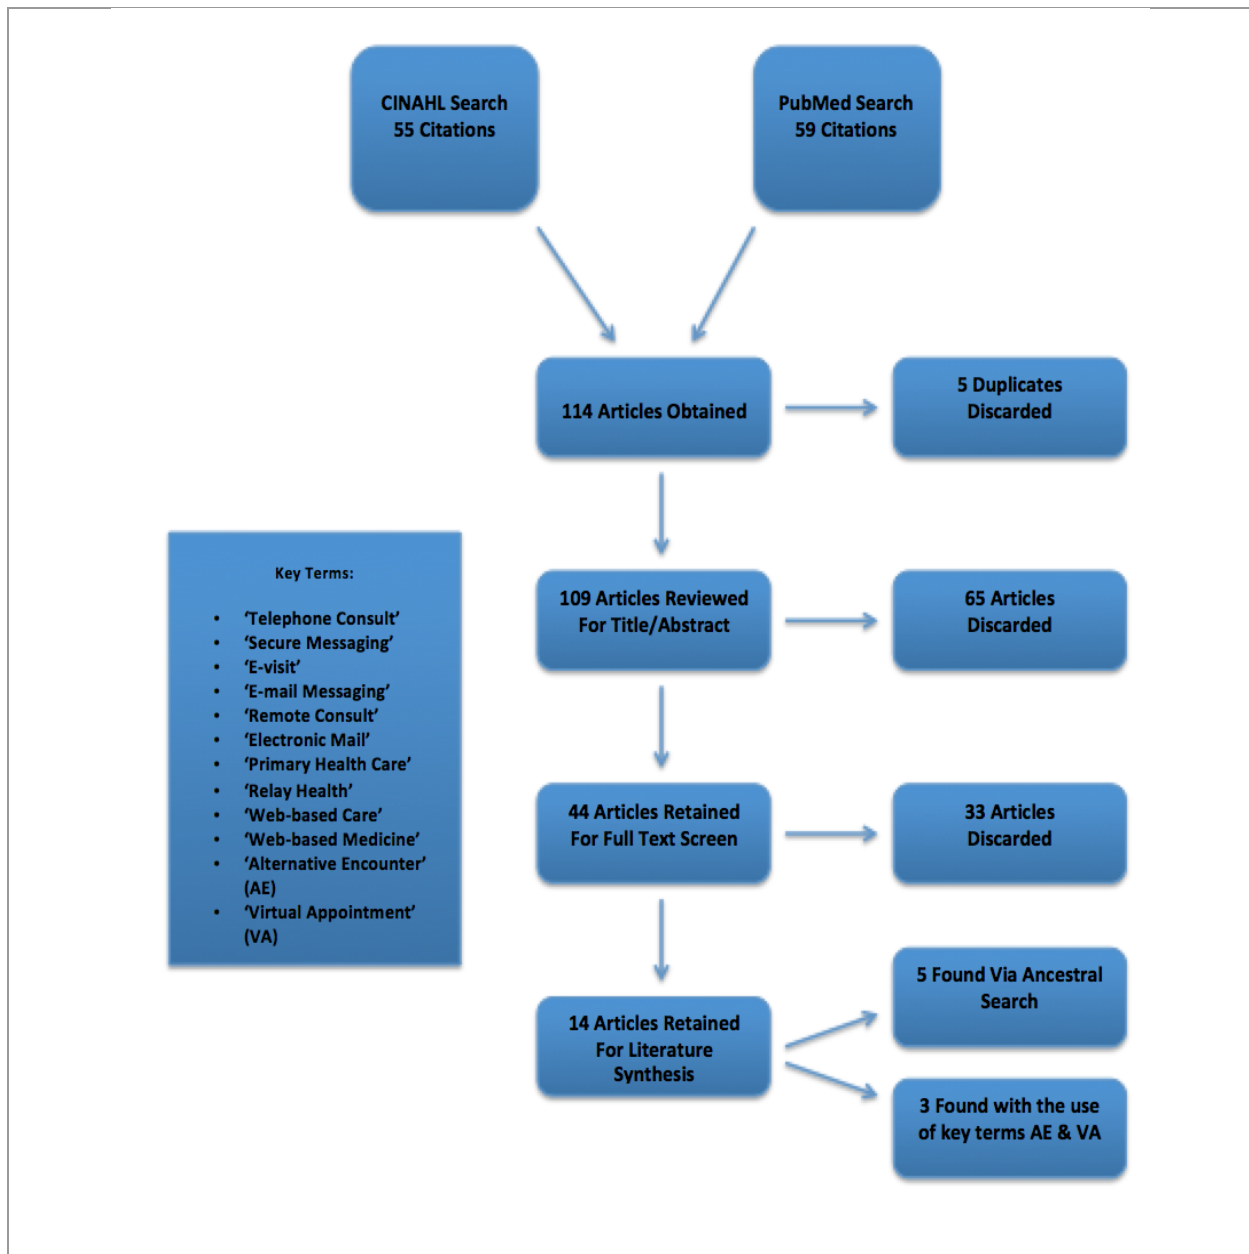 CINAHL Search
55 Citations
PubMed Search
59 Citations
114 Articles Obtained
5 Duplicates
Discarded
109 Articles Reviewed
For Title/Abstract
65 Articles
Discarded
Key Terms:
• ‘Telephone Consult’
• ‘Secure Messaging’
• ‘E-visit’
• ‘E-mail Messaging’
• ‘Remote Consult’
• ‘Electronic Mail’
• ‘Primary Health Care’
• ‘Relay Health’
• ‘Web-based Care’
• ‘Web-based Medicine’
• ‘Alternative Encounter’
(AE)
• ‘Virtual Appointment’
(VA)
44 Articles Retained
For Full Text Screen
33 Articles
Discarded
14 Articles Retained
For Literature
Synthesis
5 Found Via Ancestral
Search
3 Found with the use
of key terms AE & VA